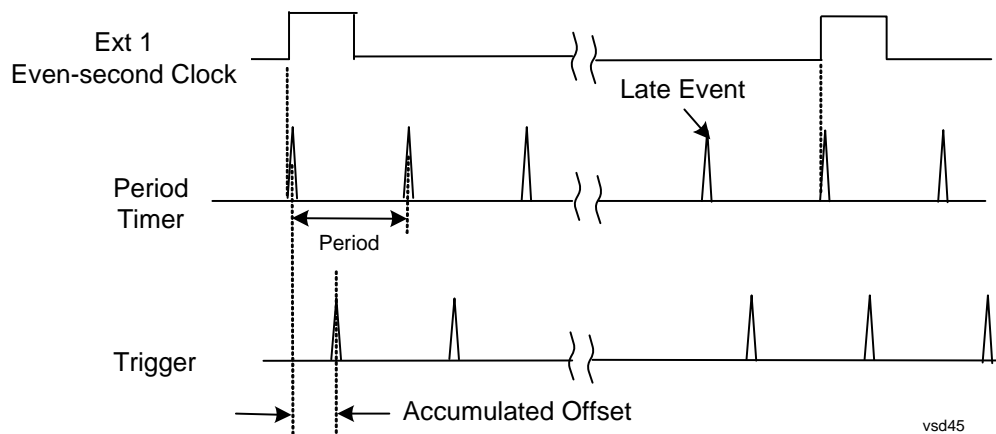 Ext 1
Even-second Clock
Late Event
Period
Timer
Period
Trigger
Accumulated Offset
vsd45